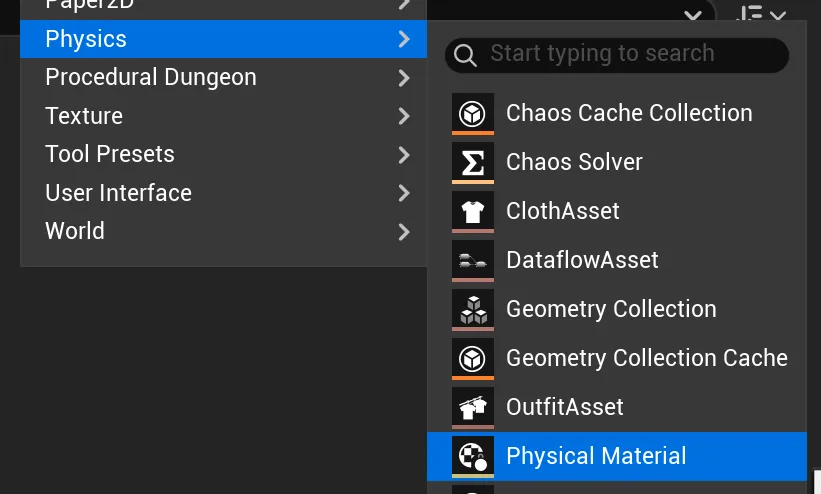 Paper2D
Physics
Procedural Dungeon
Texture
Tool Presets
User Interface
World
Start typing to search
Chaos Cache Collection
Chaos Solver
ClothAsset
DataflowAsset
Geometry Collection
Geometry Collection Cache
OutfitAsset
Physical Material